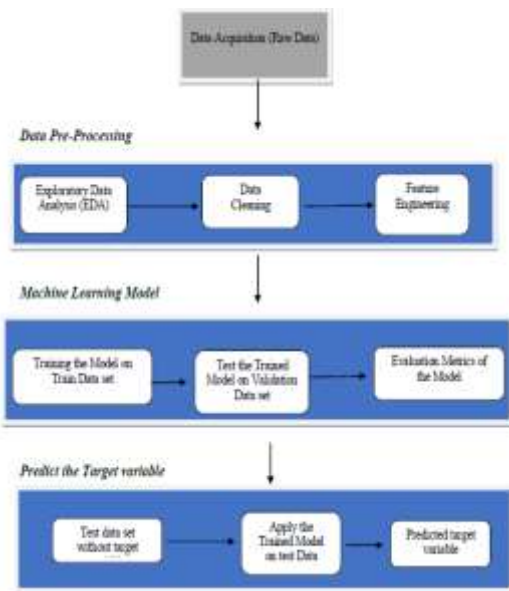 Data Acquisition (Raw Data)
Data Pre-Processing
Exploratory Data
Analysis (EDA)
Data
Cleaning
Feature
Engineering
Machine Learning Model
Training the Model on
Train Data set
Test the Trained
Model on Validation
Data set
Evaluation Metrics of
the Model
Predict the Target variable
Test data set
without target
Apply the
Trained Model
on test Data
Predicted target
variable